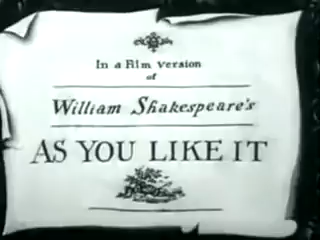 In a Film version
of
William Shakespeare's
AS YOU LIKE IT